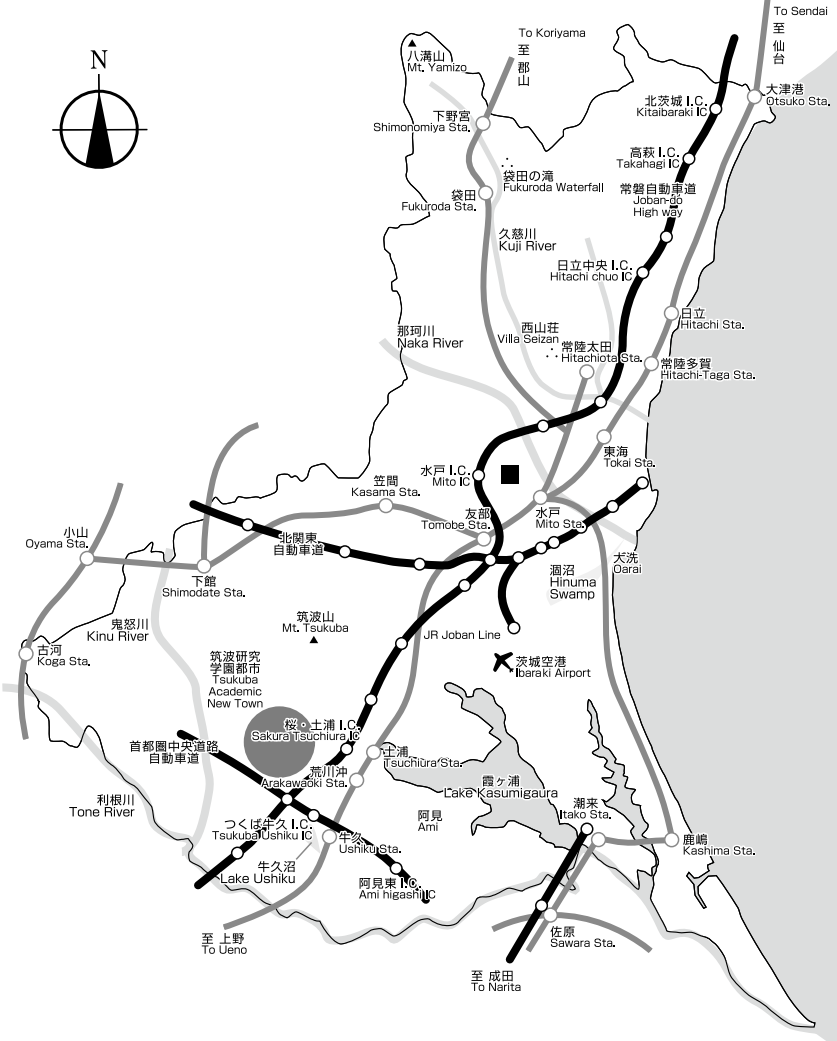 To Sendai
至
仙
台
To Koriyama
至
郡
山
N
八溝山
Mt. Yamizo
大津港
Otsuko Sta.
北茨城 I.C.
Kitaibaraki IC
下野宮
Shimonomiya Sta.
高萩 I.C.
Takahagi IC
袋田の滝
Fukuroda Waterfall
常磐自動車道
Joban-do
High way
袋田
Fukuroda Sta.
久慈川
Kuji River
日立中央 I.C.
Hitachi chuo IC
日立
Hitachi Sta.
那珂川
Naka River
西山荘
Villa Seizan
常陸太田
Hitachiota Sta.
常陸多賀
Hitachi-Taga Sta.
東海
Tokai Sta.
水戸 I.C.
Mito IC
笠間
Kasama Sta.
友部
Tomobe Sta.
水戸
Mito Sta.
小山
Oyama Sta.
北関東
自動車道
大洗
Oarai
涸沼
Hinuma
Swamp
下館
Shimodate Sta.
鬼怒川
Kinu River
筑波山
Mt. Tsukuba
JR Joban Line
古河
Koga Sta.
筑波研究
学園都市
Tsukuba
Academic
New Town
茨城空港
Ibaraki Airport
桜・土浦 I.C.
Sakura Tsuchiura IC
首都圏中央道路
自動車道
土浦
Tsuchiura Sta.
荒川沖
Arakawaoki Sta.
霞ヶ浦
Lake Kasumigaura
利根川
Tone River
阿見
Ami
潮来
Itako Sta.
つくば牛久 I.C.
Tsukuba Ushiku IC
牛久
Ushiku Sta.
鹿嶋
Kashima Sta.
牛久沼
Lake Ushiku
阿見東 I.C.
Ami higashi IC
至 上野
To Ueno
佐原
Sawara Sta.
至 成田
To Narita